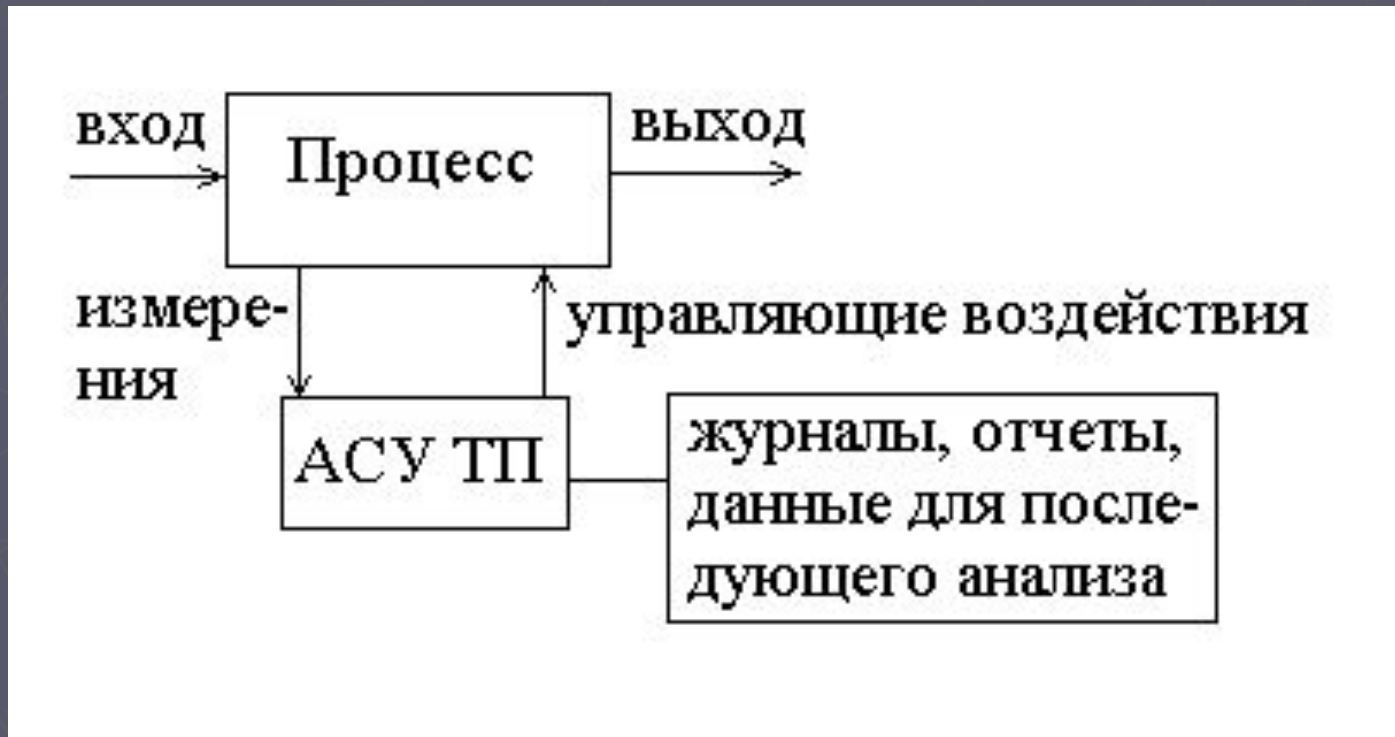 вход
Процесс
выход
измере-
ния
управляющие воздействия
АСУ ТП
журналы, отчеты,
данные для после-
дующего анализа